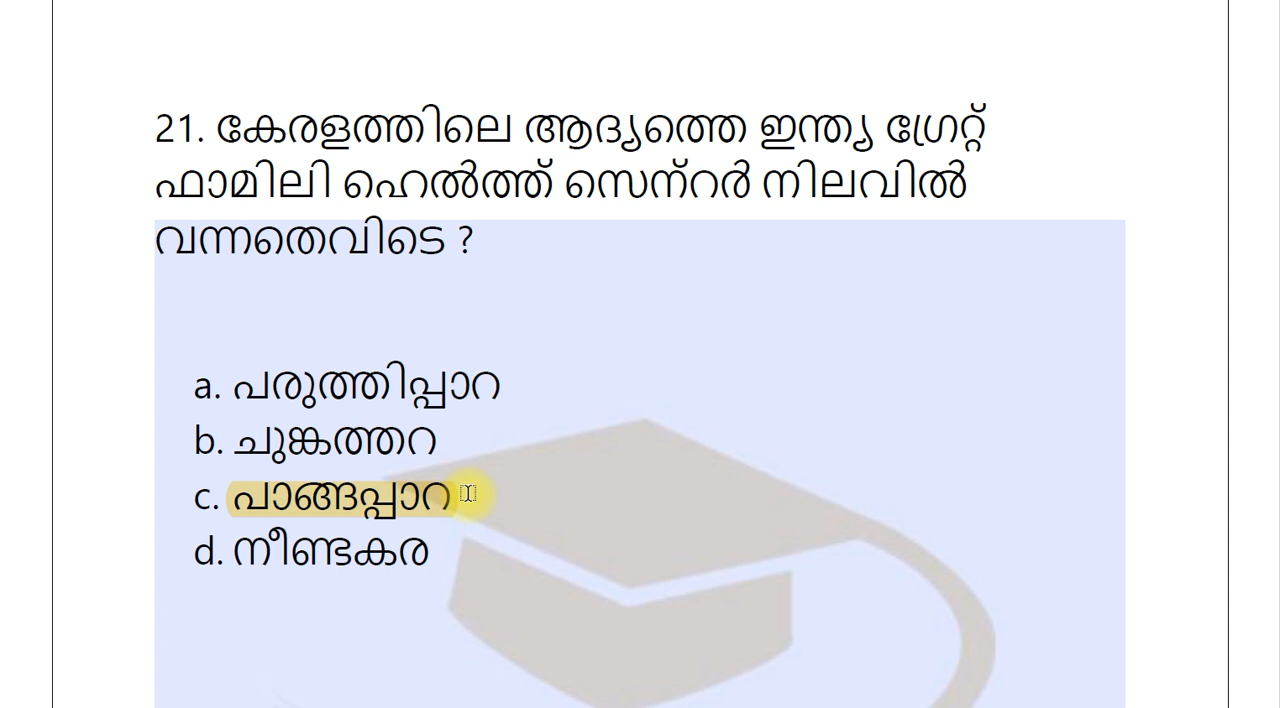 21. കേരളത്തിലെ ആദ്യത്തെ ഇന്ത്യ ഗ്രേറ്റ്
ഫാമിലി ഹെൽത്ത് സെന്റർ നിലവിൽ
വന്നതെവിടെ ?
a. പരുത്തിപ്പാറ
b. ചുങ്കത്തറ
c. പാങ്ങപ്പാറ
d. നീണ്ടകര